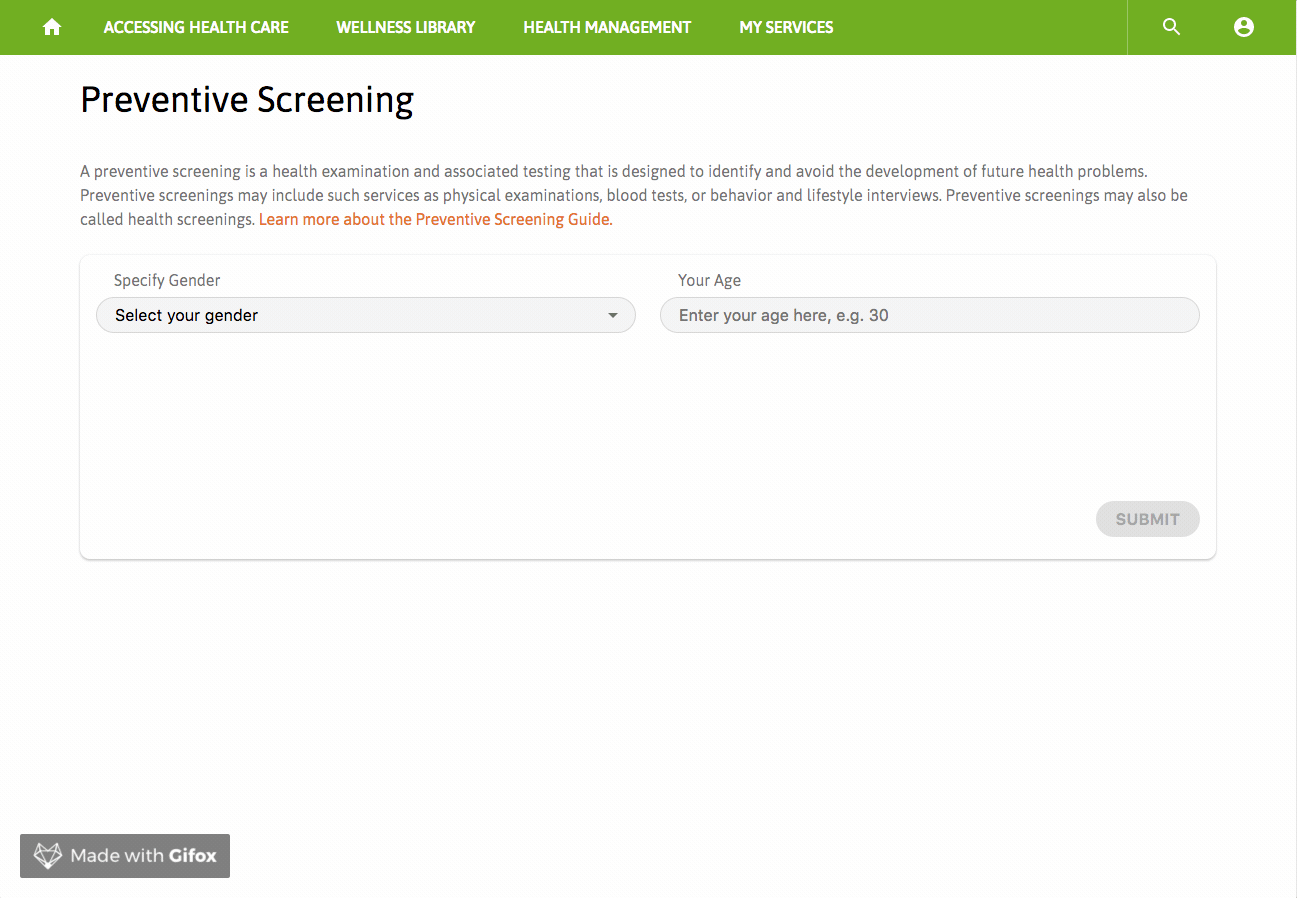 ACCESSING HEALTH CARE WELLNESS LIBRARY HEALTH MANAGEMENT MY SERVICES
Preventive Screening
A preventive screening is a health examination and associated testing that is designed to identify and avoid the development of future health problems.
Preventive screenings may include such services as physical examinations, blood tests, or behavior and lifestyle interviews. Preventive screenings may also be
called health screenings. Learn more about the Preventive Screening Guide.
Specify Gender Your Age
Select your gender Enter your age here, e.g. 30
SUBMIT
Made with Gifox